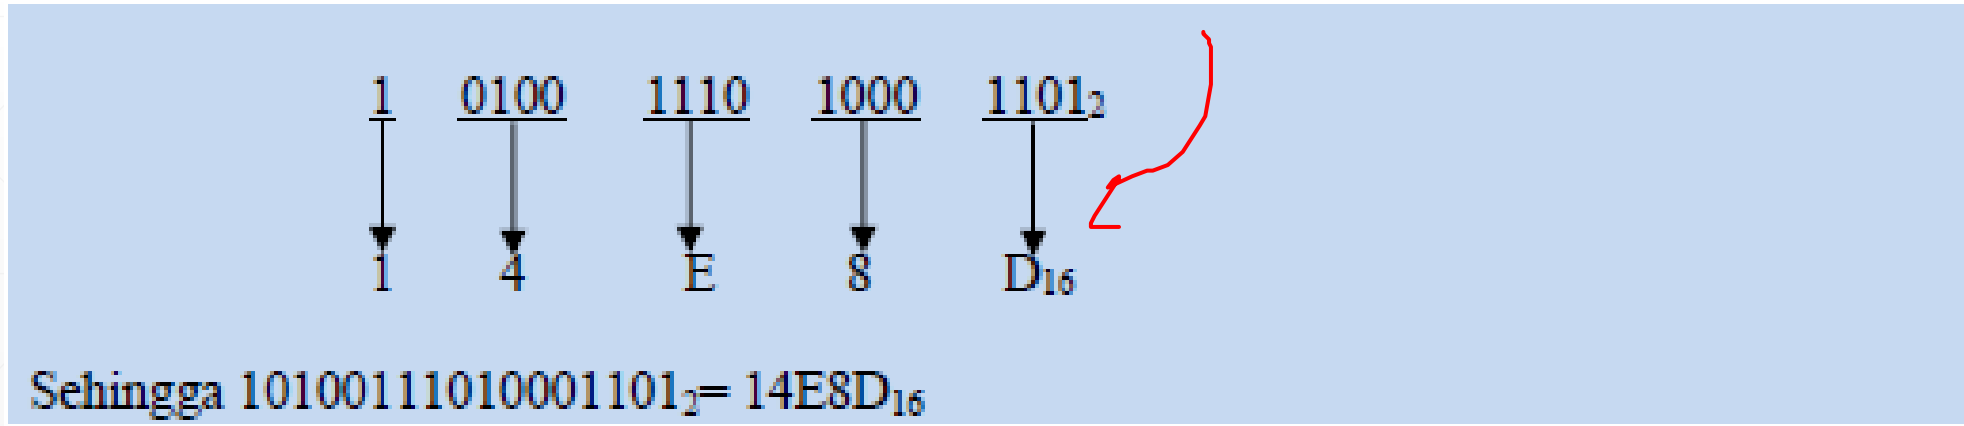 1 0100 1110 1000 1101₂
1 4 E 8 D₁₆
Sehingga 10100111010001101₂= 14E8D₁₆